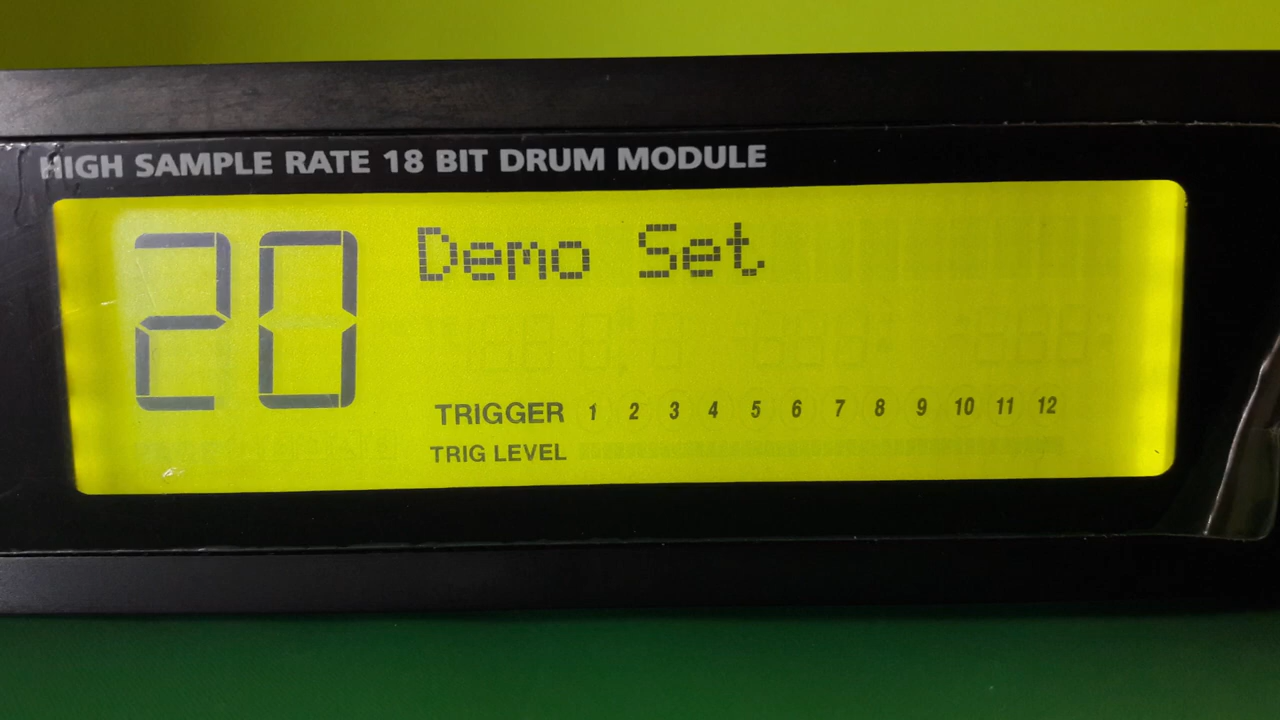 HIGH SAMPLE RATE 18 BIT DRUM MODULE
20 Demo Set
TRIGGER 1 2 3 4 5 6 7 8 9 10 11 12
TRIG LEVEL